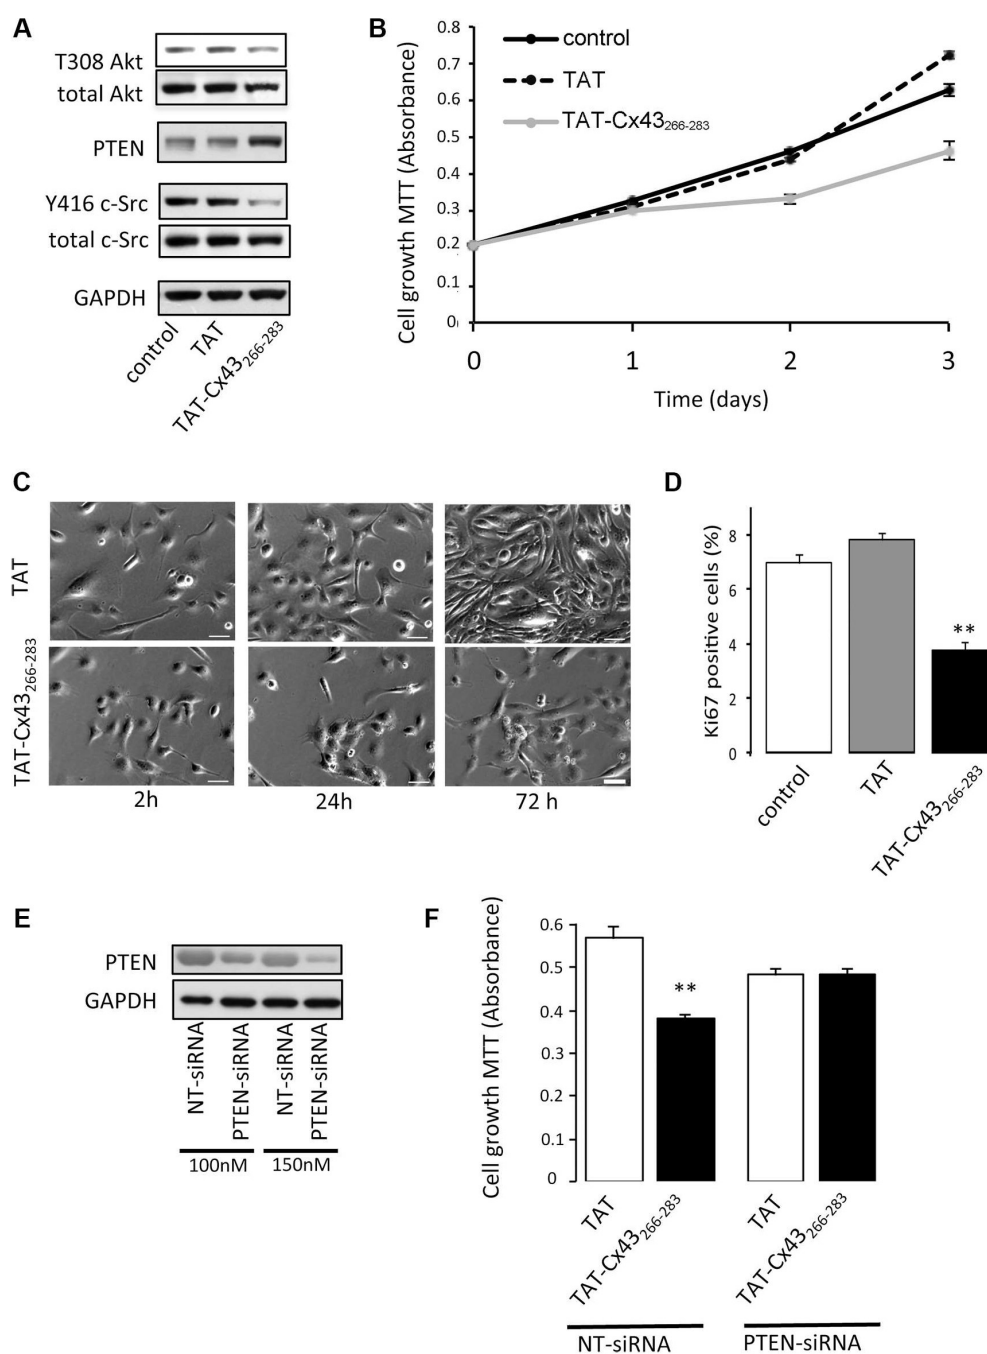 A
T308 Akt
total Akt
PTEN
Y416 c-Src
total c-Src
GAPDH
control
TAT
TAT-Cx43266-283
B
Cell growth MTT (Absorbance)
0.8
0.7
0.6
0.5
0.4
0.3
0.2
0.1
0
control
TAT
TAT-Cx43266-283
0 1 2 3
Time (days)
C
TAT
TAT-Cx43266-283
2h 24h 72 h
D
Ki67 positive cells (%)
8
6
4
2
0
**
control
TAT
TAT-Cx43266-283
E
PTEN
GAPDH
NT-siRNA
PTEN-siRNA
NT-siRNA
PTEN-siRNA
100nM 150nM
F
Cell growth MTT (Absorbance)
0.6
0.5
0.4
0.3
0.2
0.1
0
**
TAT
TAT-Cx43266-283
TAT
TAT-Cx43266-283
NT-siRNA PTEN-siRNA